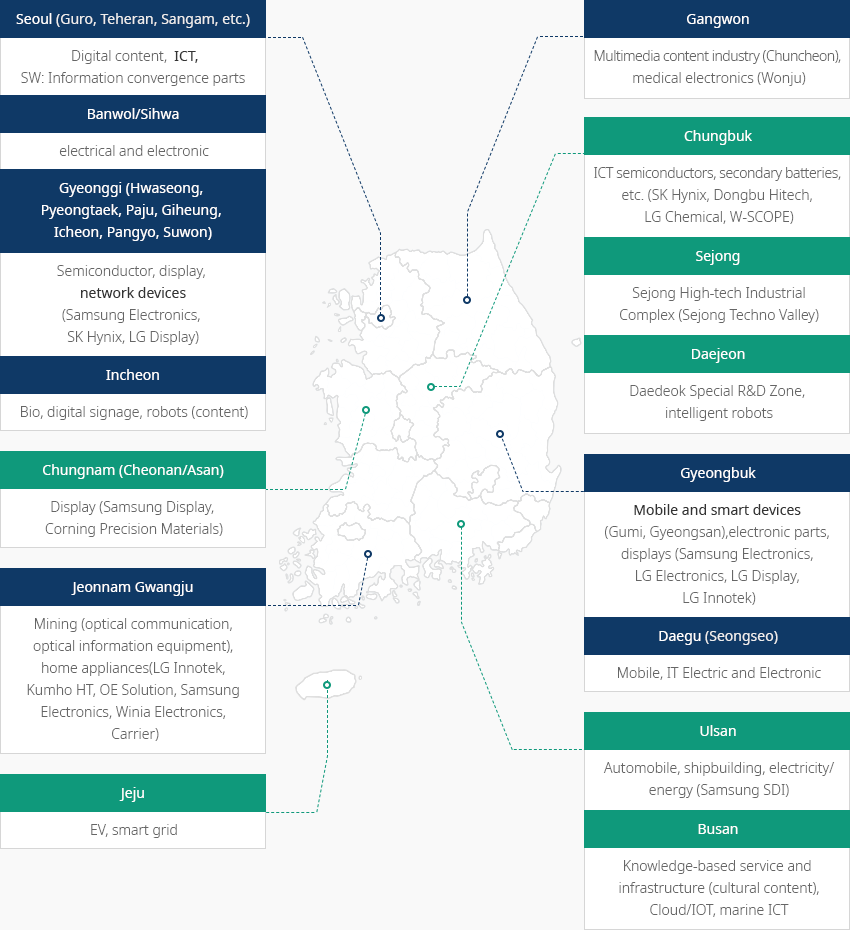 Seoul (Guro, Teheran, Sangam, etc.)
Digital content, ICT,
SW: Information convergence parts
Banwol/Sihwa
electrical and electronic
Gyeonggi (Hwaseong,
Pyeongtaek, Paju, Giheung,
Icheon, Pangyo, Suwon)
Semiconductor, display,
network devices
(Samsung Electronics,
SK Hynix, LG Display)
Incheon
Bio, digital signage, robots (content)
Chungnam (Cheonan/Asan)
Display (Samsung Display,
Corning Precision Materials)
Jeonnam Gwangju
Mining (optical communication,
optical information equipment),
home appliances(LG Innotek,
Kumho HT, OE Solution, Samsung
Electronics, Winia Electronics,
Carrier)
Jeju
EV, smart grid
Gangwon
Multimedia content industry (Chuncheon),
medical electronics (Wonju)
Chungbuk
ICT semiconductors, secondary batteries,
etc. (SK Hynix, Dongbu Hitech,
LG Chemical, W-SCOPE)
Sejong
Sejong High-tech Industrial
Complex (Sejong Techno Valley)
Daejeon
Daedeok Special R&D Zone,
intelligent robots
Gyeongbuk
Mobile and smart devices
(Gumi, Gyeongsan),electronic parts,
displays (Samsung Electronics,
LG Electronics, LG Display,
LG Innotek)
Daegu (Seongseo)
Mobile, IT Electric and Electronic
Ulsan
Automobile, shipbuilding, electricity/
energy (Samsung SDI)
Busan
Knowledge-based service and
infrastructure (cultural content),
Cloud/IOT, marine ICT